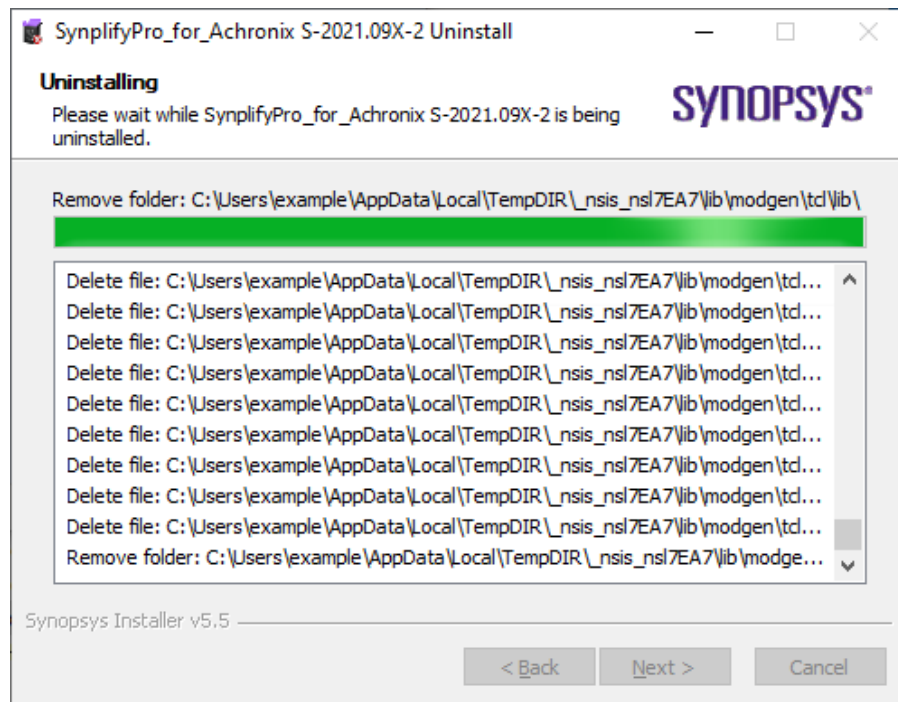 SynplifyPro_for_Achronix S-2021.09X-2 Uninstall
Uninstalling
Please wait while SynplifyPro_for_Achronix S-2021.09X-2 is being
uninstalled.
SYNOPSYS®
Remove folder: C:\Users\example\AppData\Local\TempDIR\_nsis_nsl7EA7\lib\modgen\tcl\lib\
Delete file: C:\Users\example\AppData\Local\TempDIR\_nsis_nsl7EA7\lib\modgen\tcl...
Delete file: C:\Users\example\AppData\Local\TempDIR\_nsis_nsl7EA7\lib\modgen\tcl...
Delete file: C:\Users\example\AppData\Local\TempDIR\_nsis_nsl7EA7\lib\modgen\tcl...
Delete file: C:\Users\example\AppData\Local\TempDIR\_nsis_nsl7EA7\lib\modgen\tcl...
Delete file: C:\Users\example\AppData\Local\TempDIR\_nsis_nsl7EA7\lib\modgen\tcl...
Delete file: C:\Users\example\AppData\Local\TempDIR\_nsis_nsl7EA7\lib\modgen\tcl...
Delete file: C:\Users\example\AppData\Local\TempDIR\_nsis_nsl7EA7\lib\modgen\tcl...
Delete file: C:\Users\example\AppData\Local\TempDIR\_nsis_nsl7EA7\lib\modgen\tcl...
Delete file: C:\Users\example\AppData\Local\TempDIR\_nsis_nsl7EA7\lib\modgen\tcl...
Remove folder: C:\Users\example\AppData\Local\TempDIR\_nsis_nsl7EA7\lib\modge...
Synopsys Installer v5.5
< Back Next > Cancel